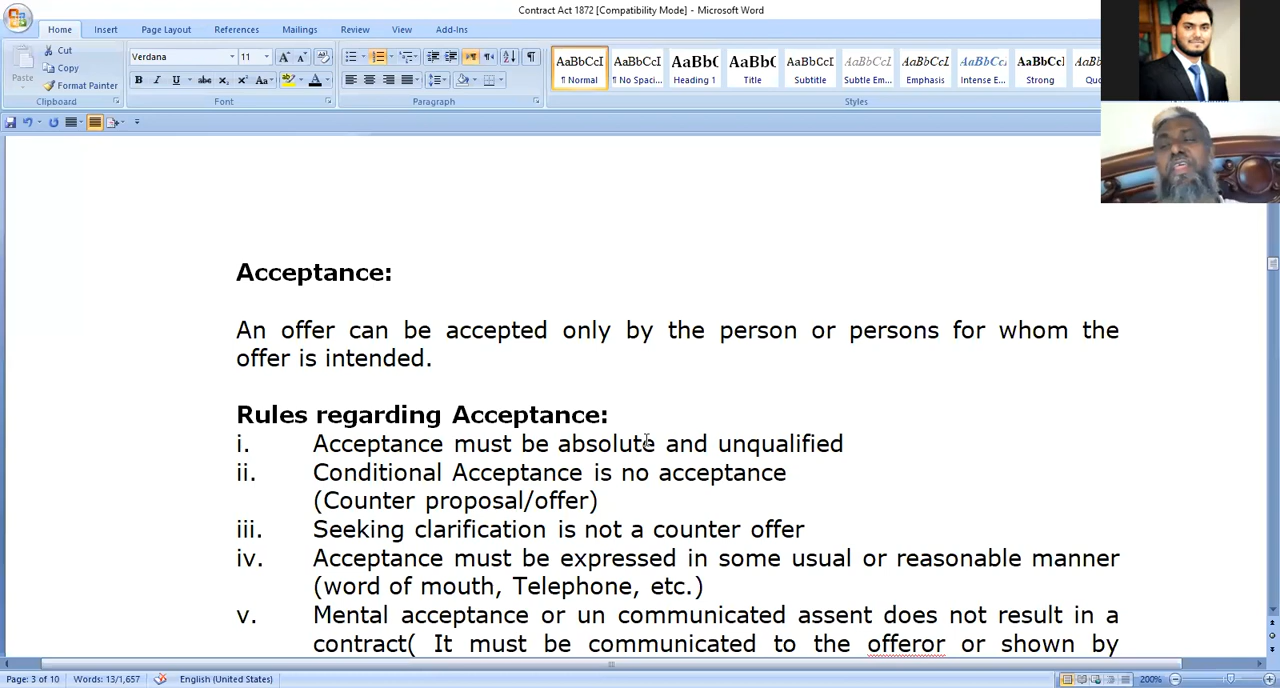 Contract Act 1872 [Compatibility Mode] - Microsoft Word
Home Insert Page Layout References Mailings Review View Add-Ins
Paste
Cut
Copy
Format Painter
Clipboard
Verdana 11
Font
Paragraph
AaBbCcI AaBbCcI AaBb( AaBb( AaBbCcI AaBbCcI AaBbCcI AaBbCcI AaBbCcI AaBbC
¶ Normal ¶ No Spaci... Heading 1 Title Subtitle Subtle Em... Emphasis Intense E... Strong Quo
Styles
Acceptance:
An offer can be accepted only by the person or persons for whom the
offer is intended.
Rules regarding Acceptance:
i. Acceptance must be absolute and unqualified
ii. Conditional Acceptance is no acceptance
(Counter proposal/offer)
iii. Seeking clarification is not a counter offer
iv. Acceptance must be expressed in some usual or reasonable manner
(word of mouth, Telephone, etc.)
v. Mental acceptance or un communicated assent does not result in a
contract( It must be communicated to the offeror or shown by
Page: 3 of 10 Words: 13/1,657 English (United States) 200%